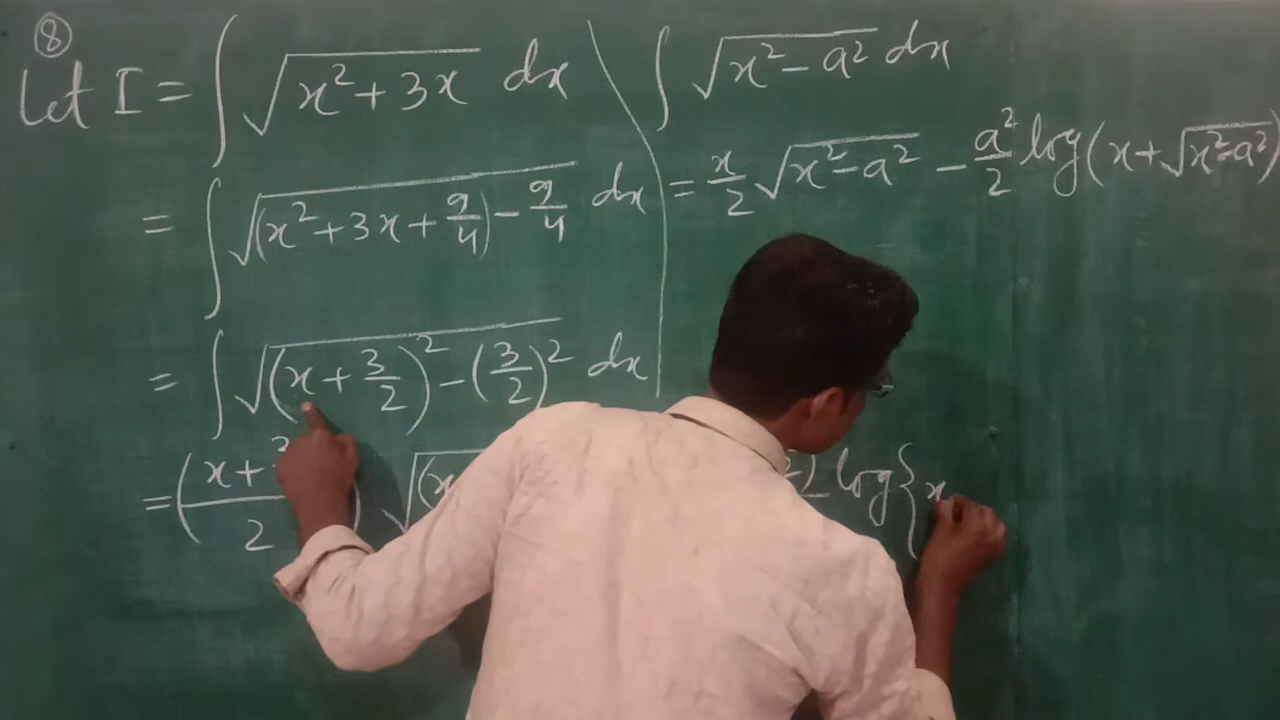 ⑧
Let I = ∫ √(x² + 3x) dx
= ∫ √((x² + 3x + 9/4) − 9/4) dx
= ∫ √((x + 3/2)² − (3/2)²) dx
= (x + / 2) √(x log{x
∫ √(x² − a²) dx
= x/2 √(x² − a²) − a²/2 log(x + √(x² − a²))